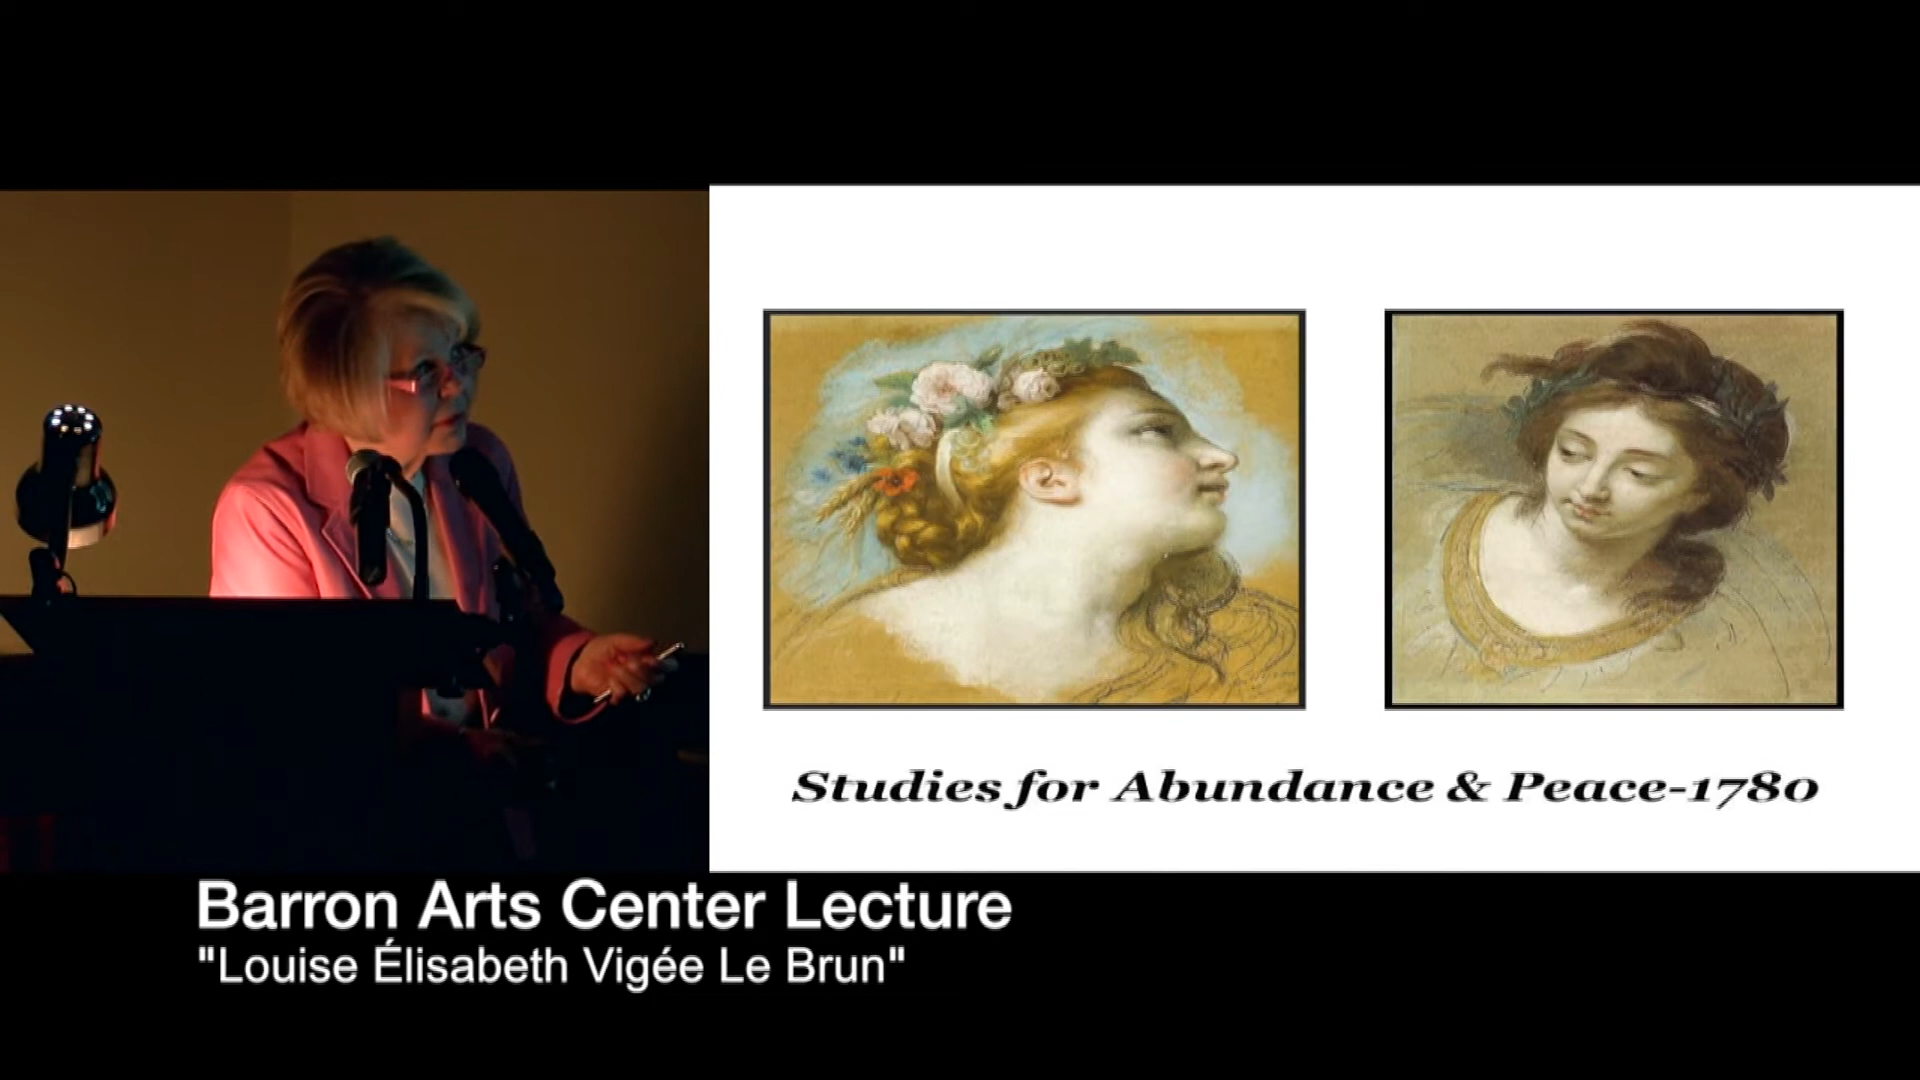 Studies for Abundance & Peace-1780
Barron Arts Center Lecture
"Louise Élisabeth Vigée Le Brun"